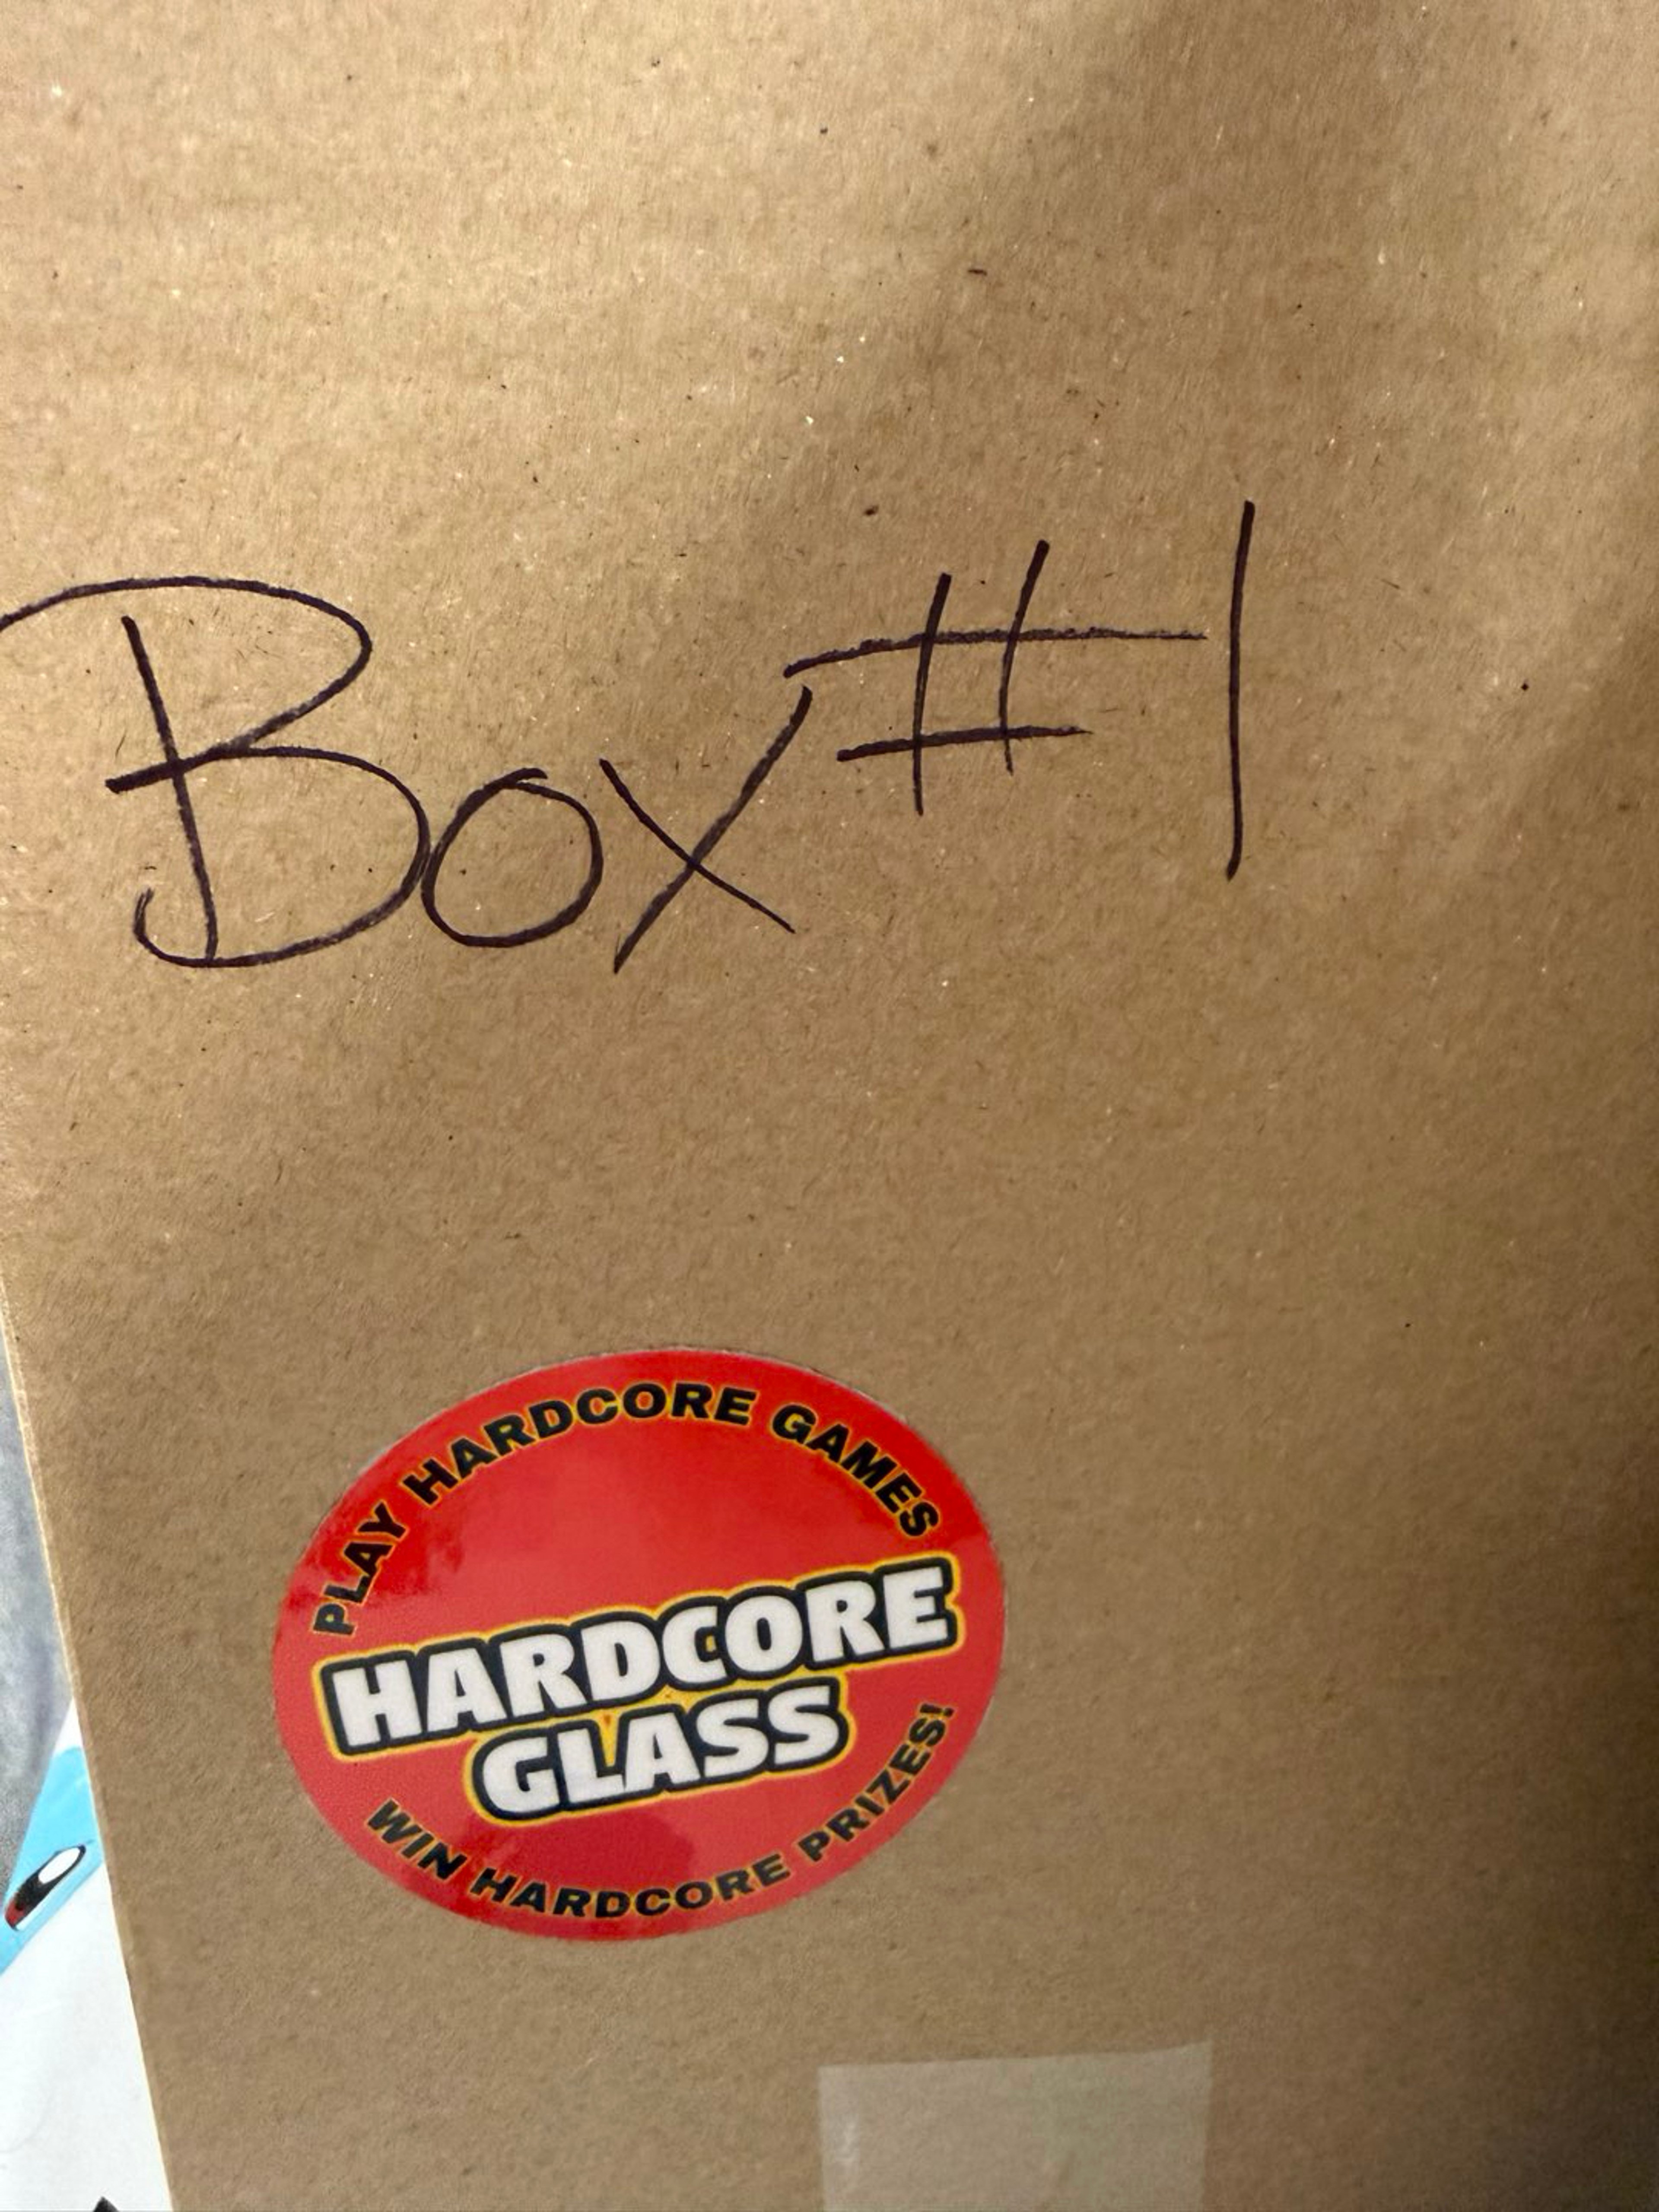 Box #1
PLAY HARDCORE GAMES
HARDCORE
GLASS
WIN HARDCORE PRIZES!